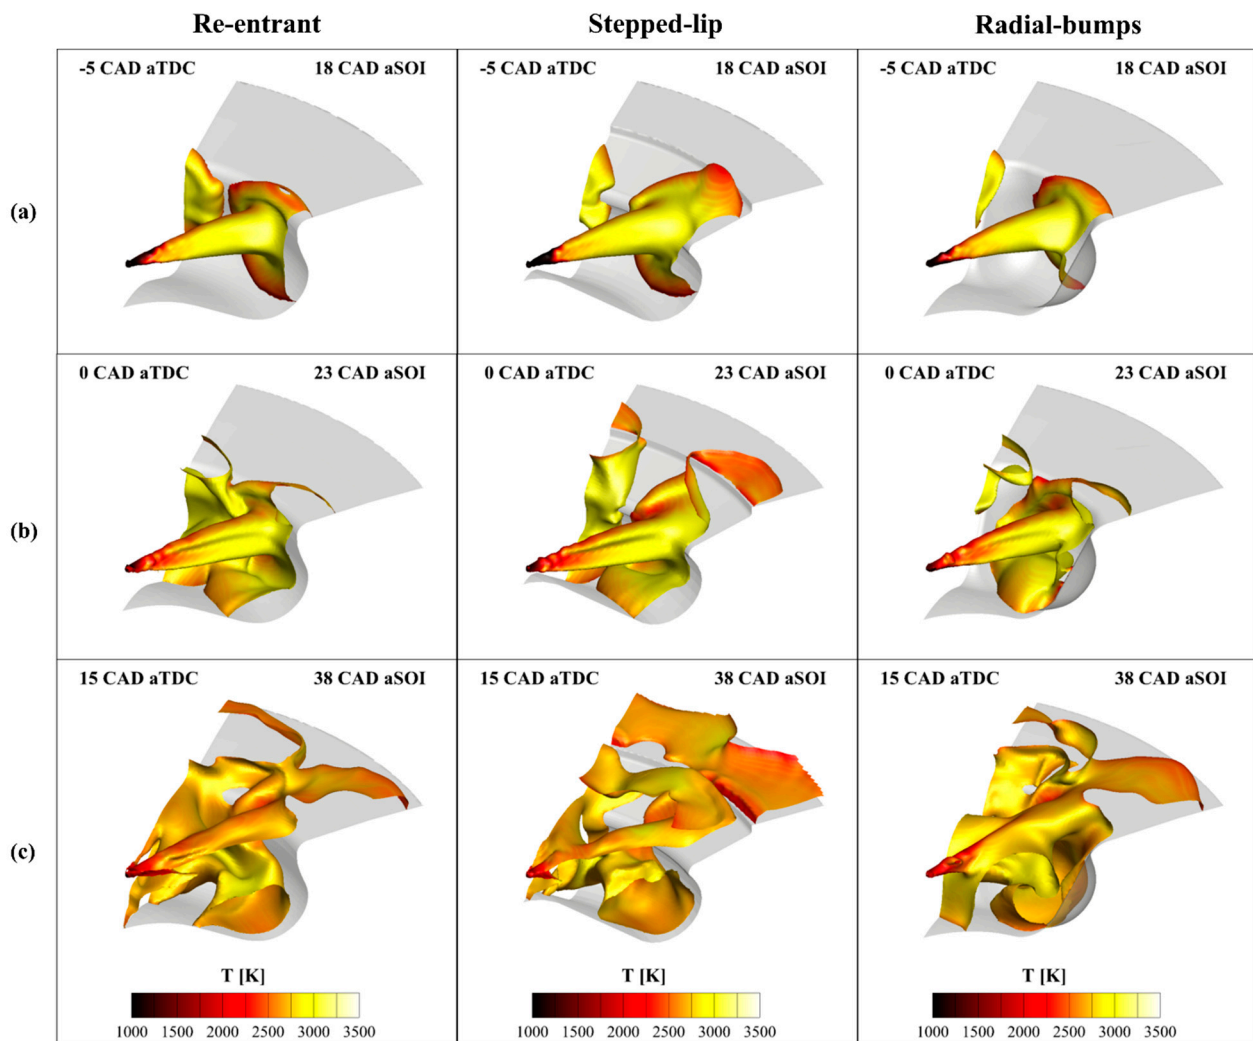 Re-entrant Stepped-lip Radial-bumps
(a)
-5 CAD aTDC 18 CAD aSOI -5 CAD aTDC 18 CAD aSOI -5 CAD aTDC 18 CAD aSOI
(b)
0 CAD aTDC 23 CAD aSOI 0 CAD aTDC 23 CAD aSOI 0 CAD aTDC 23 CAD aSOI
(c)
15 CAD aTDC 38 CAD aSOI 15 CAD aTDC 38 CAD aSOI 15 CAD aTDC 38 CAD aSOI
T [K] T [K] T [K]
1000 1500 2000 2500 3000 3500 1000 1500 2000 2500 3000 3500 1000 1500 2000 2500 3000 3500